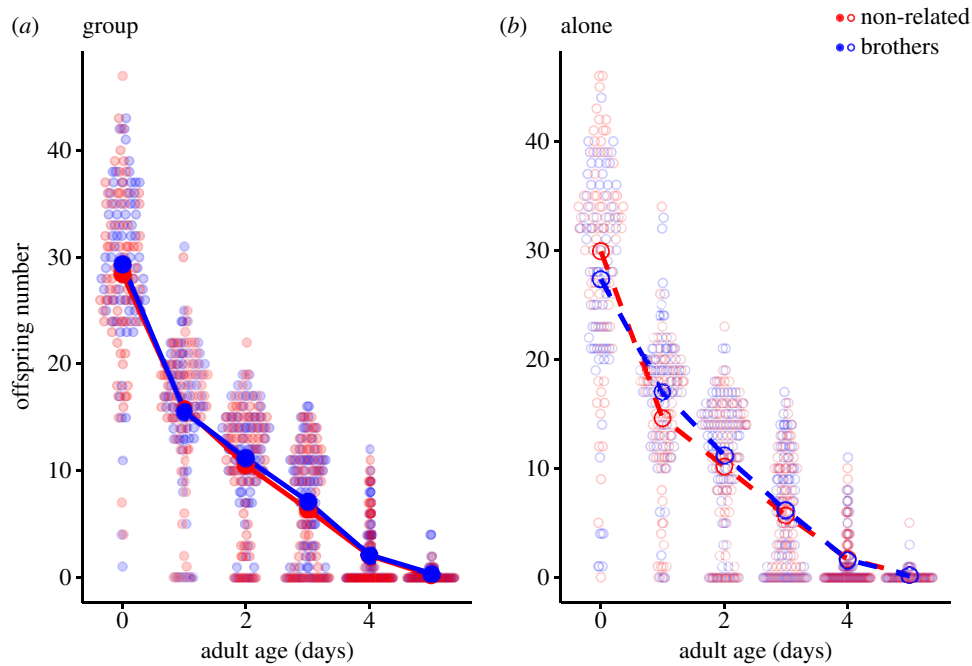 (a) group
(b) alone
non-related
brothers
offspring number
40
30
20
10
0
0 2 4
adult age (days)
40
30
20
10
0
0 2 4
adult age (days)